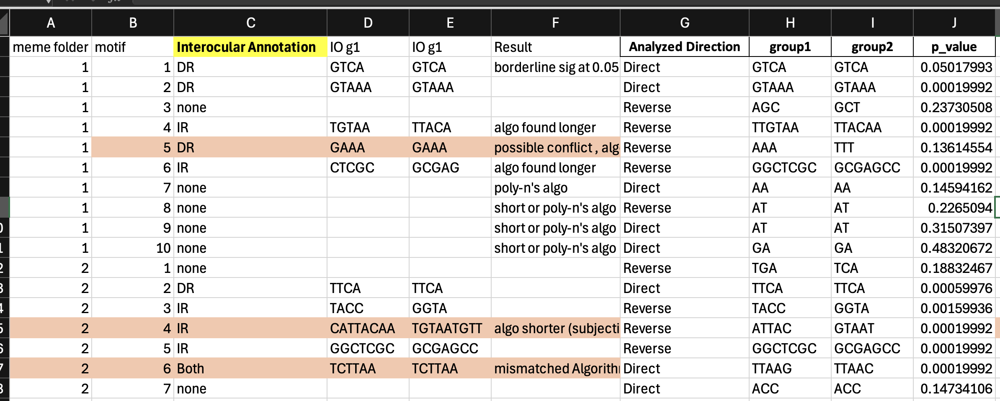 A B C D E F G H I J
meme folder motif Interocular Annotation IO g1 IO g1 Result Analyzed Direction group1 group2 p_value
1 1 DR GTCA GTCA borderline sig at 0.05 Direct GTCA GTCA 0.05017993
1 2 DR GTAAA GTAAA Direct GTAAA GTAAA 0.00019992
1 3 none Reverse AGC GCT 0.23730508
1 4 IR TGTAA TTACA algo found longer Reverse TTGTAA TTACAA 0.00019992
1 5 DR GAAA GAAA possible conflict , alg Reverse AAA TTT 0.13614554
1 6 IR CTCGC GCGAG algo found longer Reverse GGCTCGC GCGAGCC 0.00019992
1 7 none poly-n's algo Direct AA AA 0.14594162
1 8 none short or poly-n's algo Reverse AT AT 0.2265094
0 1 9 none short or poly-n's algo Direct AT AT 0.31507397
1 1 10 none short or poly-n's algo Direct GA GA 0.48320672
2 2 1 none Reverse TGA TCA 0.18832467
3 2 2 DR TTCA TTCA Direct TTCA TTCA 0.00059976
4 2 3 IR TACC GGTA Reverse TACC GGTA 0.00159936
5 2 4 IR CATTACAA TGTAATGTT algo shorter (subjecti Reverse ATTAC GTAAT 0.00019992
6 2 5 IR GGCTCGC GCGAGCC Reverse GGCTCGC GCGAGCC 0.00019992
7 2 6 Both TCTTAA TCTTAA mismatched Algorith Direct TTAAG TTAAC 0.00019992
8 2 7 none Direct ACC ACC 0.14734106